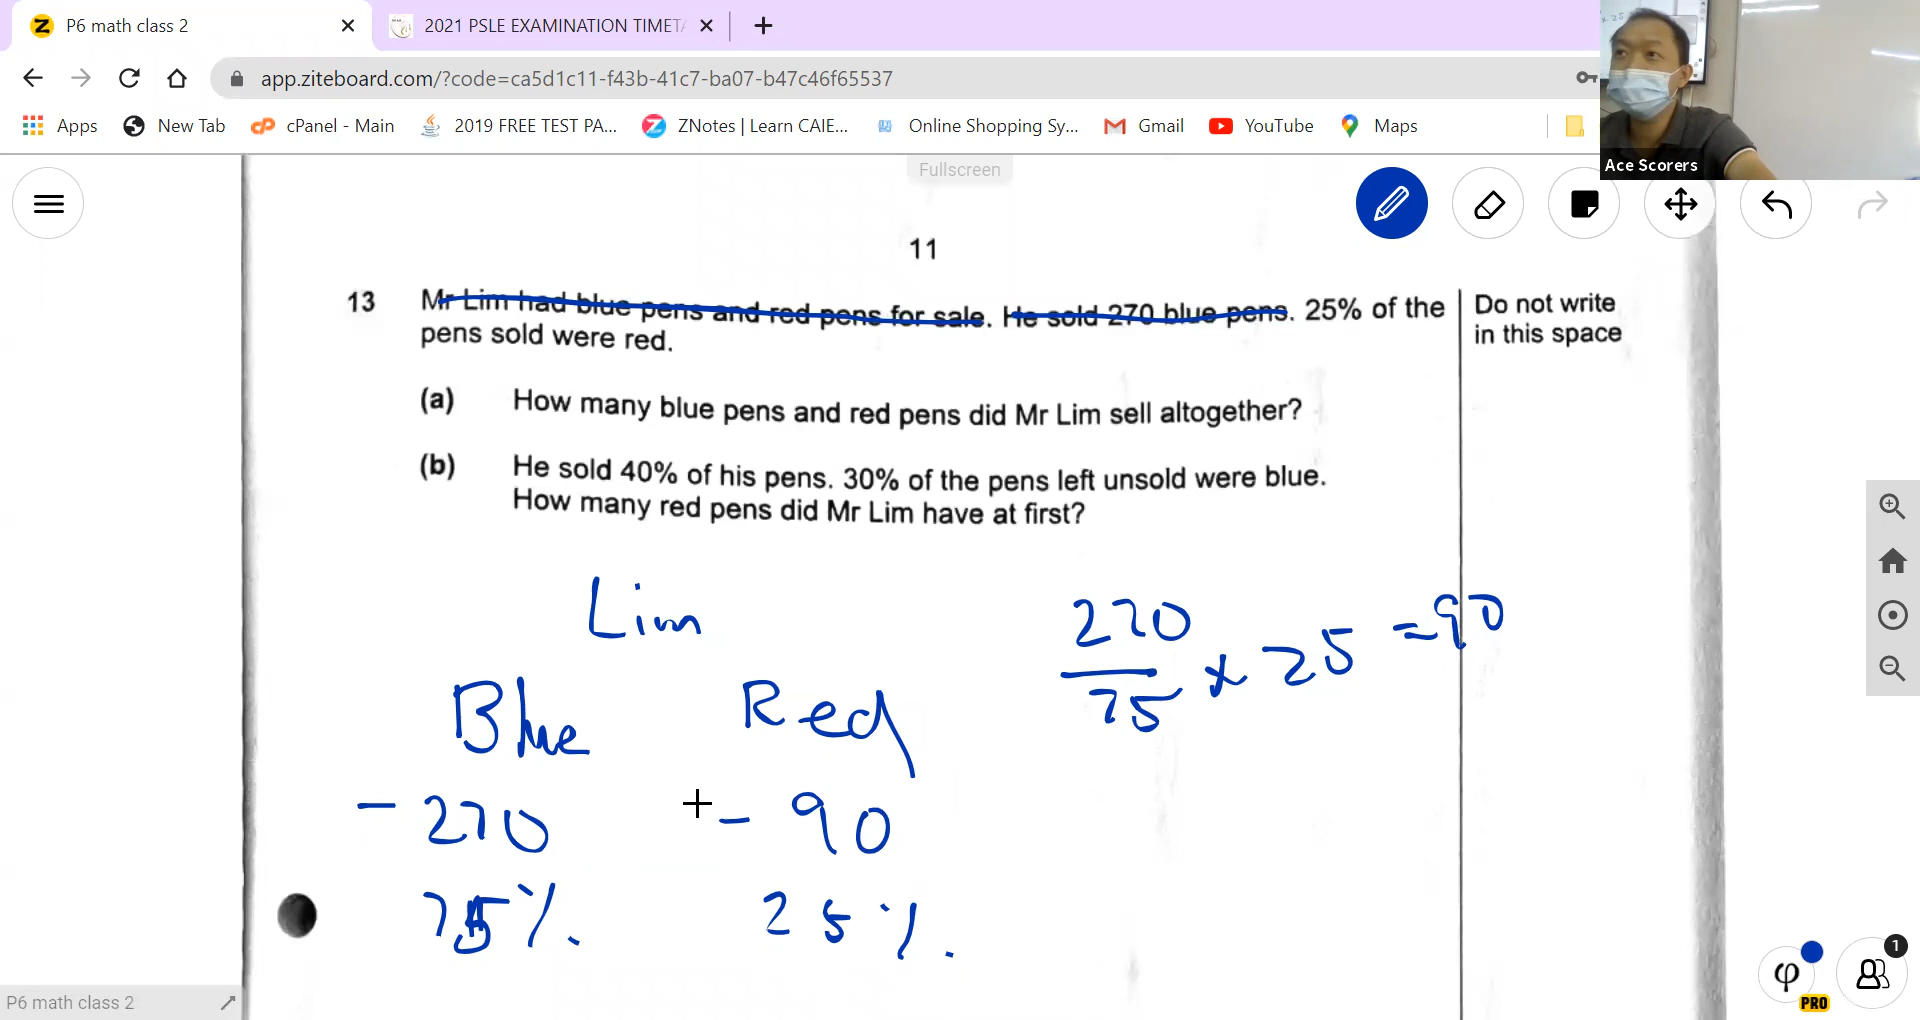 P6 math class 2
2021 PSLE EXAMINATION TIMET
app.ziteboard.com/?code=ca5d1c11-f43b-41c7-ba07-b47c46f65537
Apps
New Tab
cPanel - Main
2019 FREE TEST PA...
ZNotes | Learn CAIE...
Online Shopping Sy...
Gmail
YouTube
Maps
Ace Scorers
Fullscreen
11
13 Mr Lim had blue pens and red pens for sale. He sold 270 blue pens. 25% of the
pens sold were red.
Do not write
in this space
(a) How many blue pens and red pens did Mr Lim sell altogether?
(b) He sold 40% of his pens. 30% of the pens left unsold were blue.
How many red pens did Mr Lim have at first?
Lim
270
75 × 25 = 90
Blue Red
- 270 - 90
75%. 25%.
P6 math class 2
φ
PRO
1